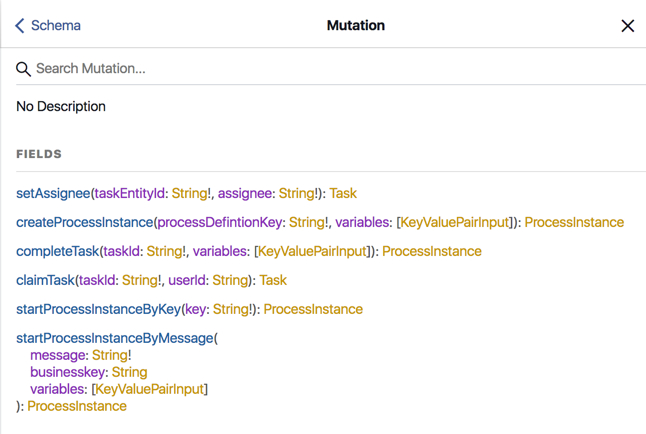 Schema
Mutation
Search Mutation...
No Description
FIELDS
setAssignee(taskEntityId: String!, assignee: String!): Task
createProcessInstance(processDefintionKey: String!, variables: [KeyValuePairInput]): ProcessInstance
completeTask(taskId: String!, variables: [KeyValuePairInput]): ProcessInstance
claimTask(taskId: String!, userId: String): Task
startProcessInstanceByKey(key: String!): ProcessInstance
startProcessInstanceByMessage(
message: String!
businesskey: String
variables: [KeyValuePairInput]
): ProcessInstance